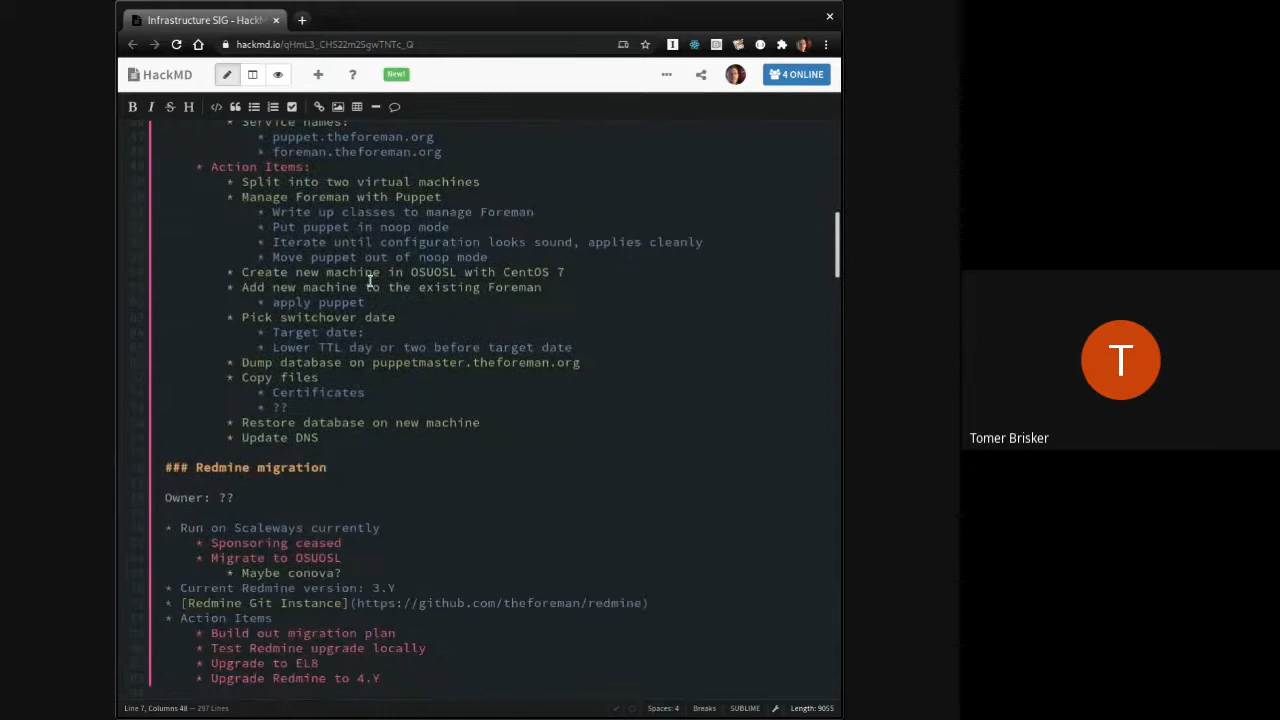 Infrastructure SIG - HackM
hackmd.io/qHmL3_CHS22m2SgwTNTc_Q
HackMD
New!
4 ONLINE
B I S H
* Service names:
* puppet.theforeman.org
* foreman.theforeman.org
* Action Items:
* Split into two virtual machines
* Manage Foreman with Puppet
* Write up classes to manage Foreman
* Put puppet in noop mode
* Iterate until configuration looks sound, applies cleanly
* Move puppet out of noop mode
* Create new machine in OSUOSL with CentOS 7
* Add new machine to the existing Foreman
* apply puppet
* Pick switchover date
* Target date:
* Lower TTL day or two before target date
* Dump database on puppetmaster.theforeman.org
* Copy files
* Certificates
* ??
* Restore database on new machine
* Update DNS
### Redmine migration
Owner: ??
* Run on Scaleways currently
* Sponsoring ceased
* Migrate to OSUOSL
* Maybe conova?
* Current Redmine version: 3.Y
* [Redmine Git Instance](https://github.com/theforeman/redmine)
* Action Items
* Build out migration plan
* Test Redmine upgrade locally
* Upgrade to EL8
* Upgrade Redmine to 4.Y
Line 7, Columns 48 — 297 Lines
Spaces: 4
Breaks
SUBLIME
Length: 9055
T
Tomer Brisker